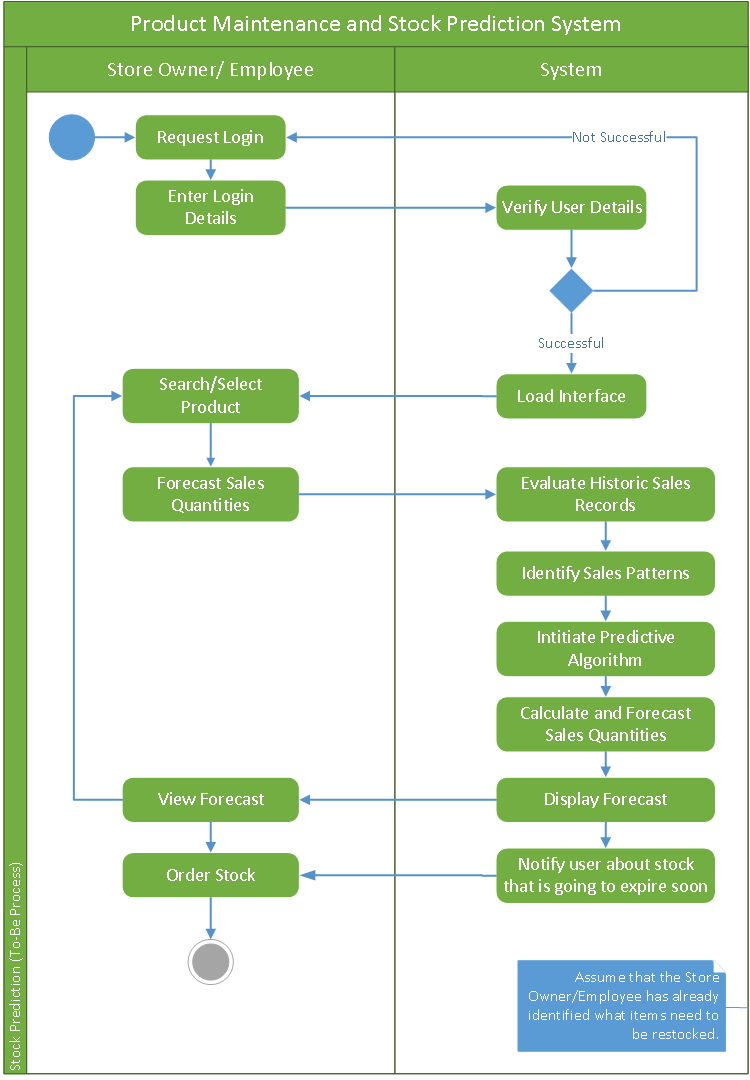 Product Maintenance and Stock Prediction System
Store Owner/ Employee
System
Request Login
Not Successful
Enter Login
Details
Verify User Details
Successful
Search/Select
Product
Load Interface
Forecast Sales
Quantities
Evaluate Historic Sales
Records
Identify Sales Patterns
Intitiate Predictive
Algorithm
Calculate and Forecast
Sales Quantities
View Forecast
Display Forecast
Order Stock
Notify user about stock
that is going to expire soon
Assume that the Store
Owner/Employee has already
identified what items need to
be restocked.
Stock Prediction (To-Be Process)